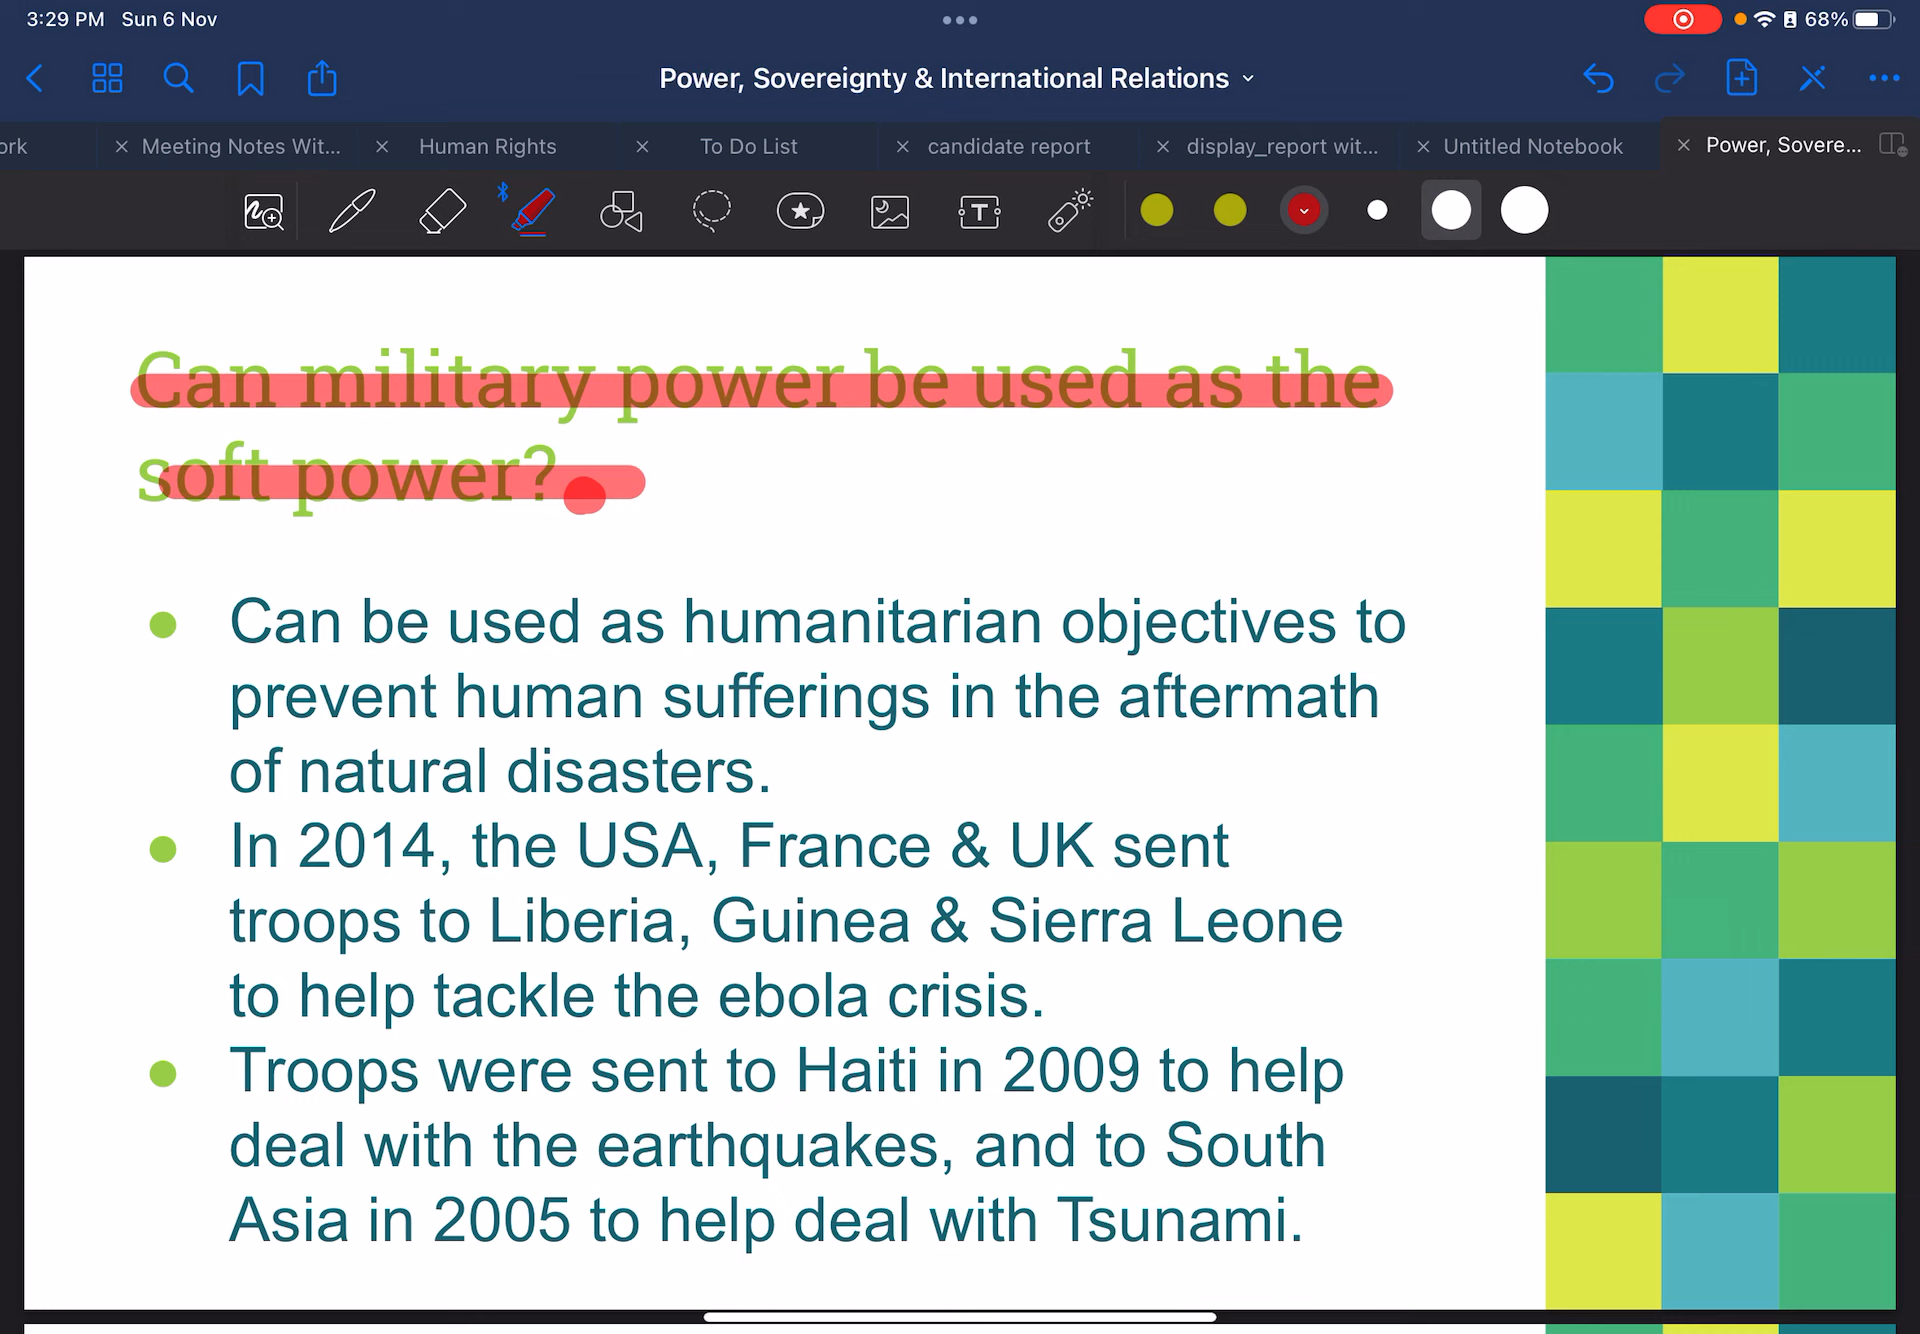 3:29 PM Sun 6 Nov
68%
Power, Sovereignty & International Relations
ork
Meeting Notes Wit...
Human Rights
To Do List
candidate report
display_report wit...
Untitled Notebook
Power, Sovere...
T
Can military power be used as the
soft power?
Can be used as humanitarian objectives to
prevent human sufferings in the aftermath
of natural disasters.
In 2014, the USA, France & UK sent
troops to Liberia, Guinea & Sierra Leone
to help tackle the ebola crisis.
Troops were sent to Haiti in 2009 to help
deal with the earthquakes, and to South
Asia in 2005 to help deal with Tsunami.